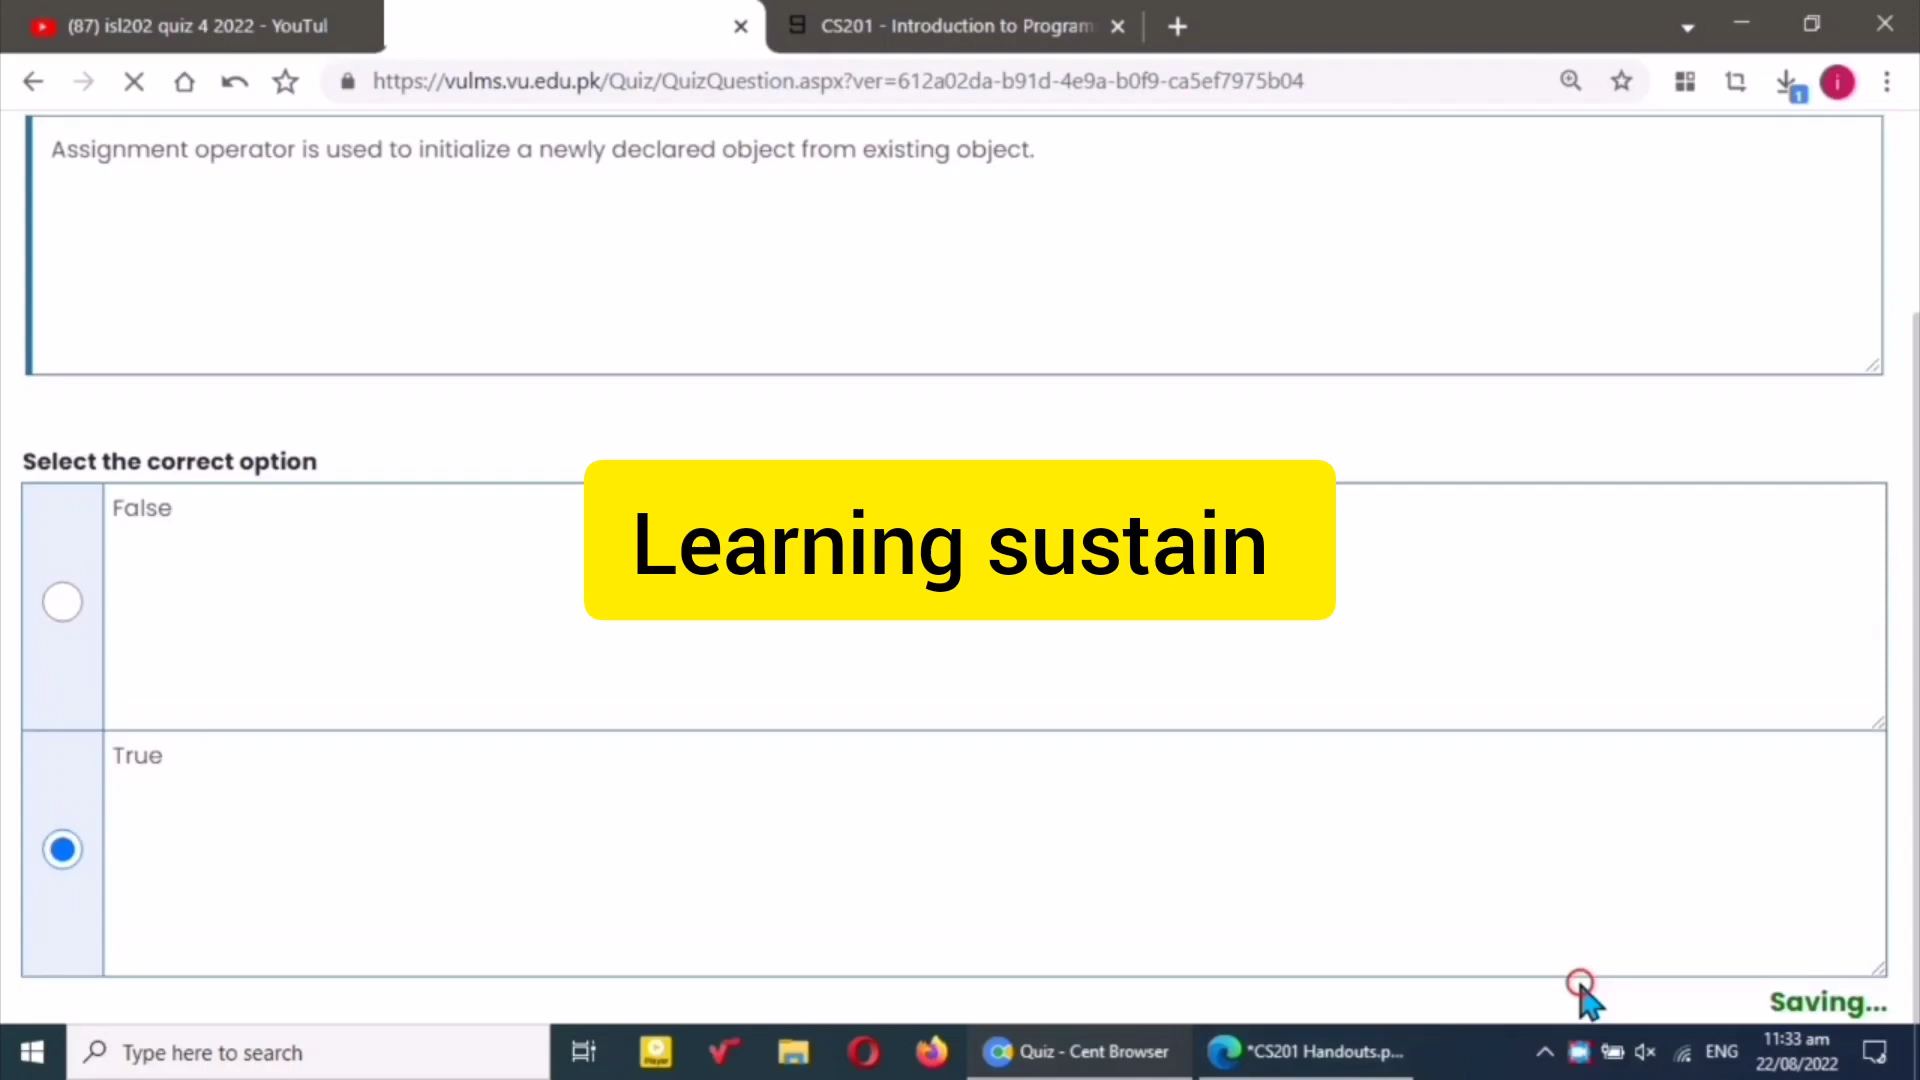 (87) isl202 quiz 4 2022 - YouTul
CS201 - Introduction to Program
https://vulms.vu.edu.pk/Quiz/QuizQuestion.aspx?ver=612a02da-b91d-4e9a-b0f9-ca5ef7975b04
1
i
Assignment operator is used to initialize a newly declared object from existing object.
Select the correct option
False
Learning sustain
True
Saving...
Type here to search
Player
Quiz - Cent Browser
*CS201 Handouts.p...
ENG
11:33 am
22/08/2022